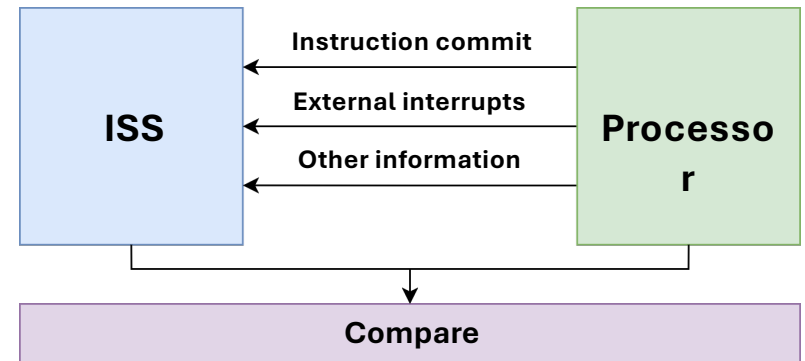 Instruction commit
External interrupts
ISS
Processo
r
Other information
Compare